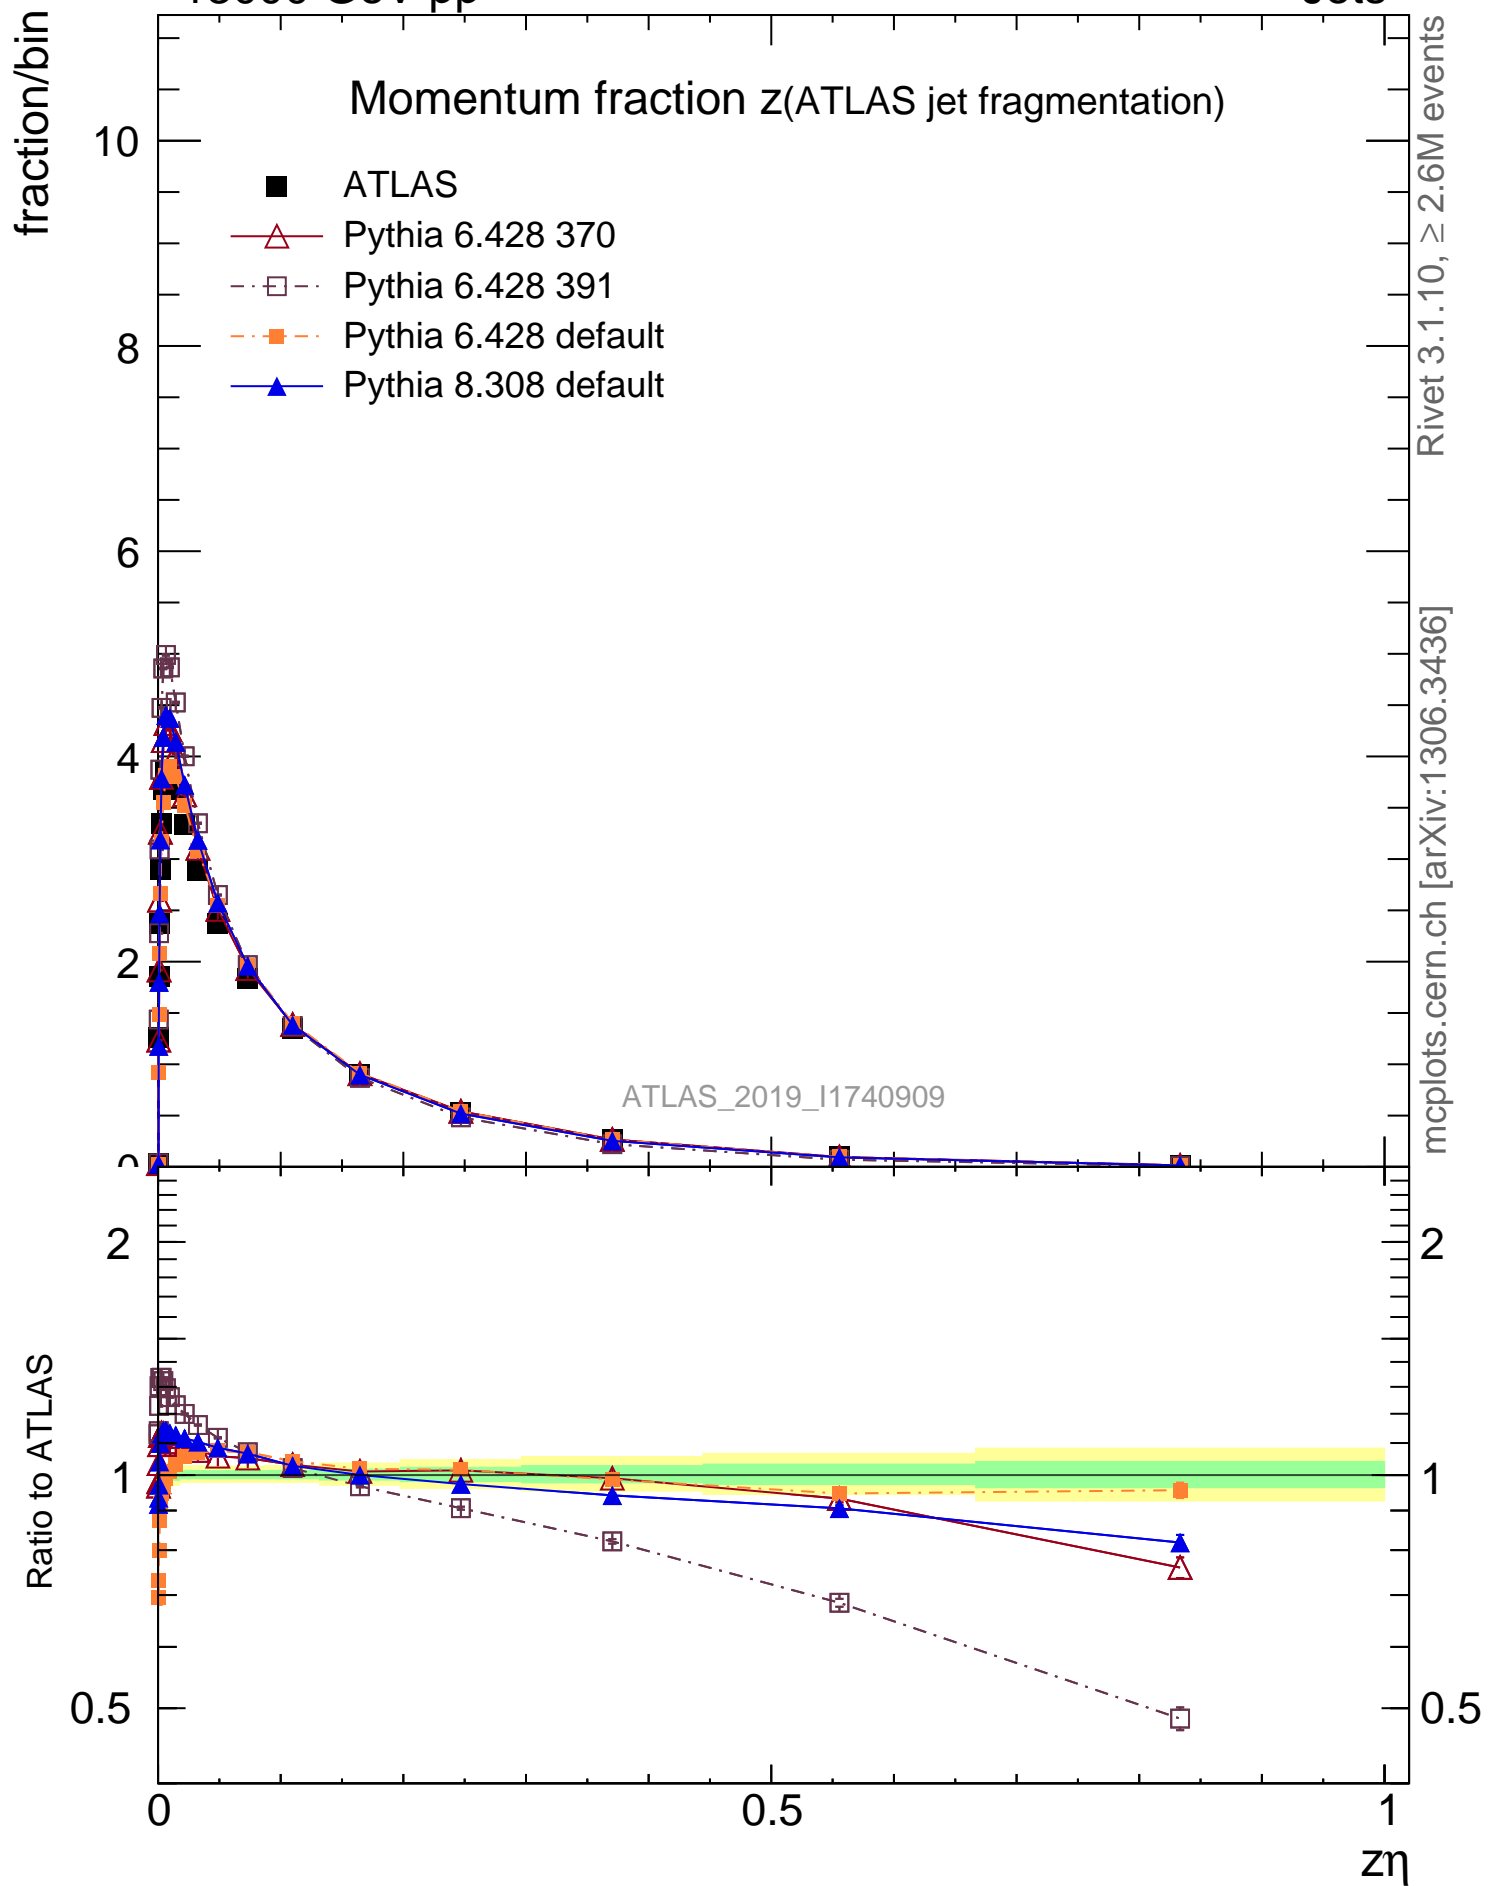 fraction/bin
Momentum fraction z(ATLAS jet fragmentation)
ATLAS
Pythia 6.428 370
Pythia 6.428 391
Pythia 6.428 default
Pythia 8.308 default
10
8
6
4
2
0
ATLAS_2019_I1740909
Rivet 3.1.10, ≥ 2.6M events
mcplots.cern.ch [arXiv:1306.3436]
Ratio to ATLAS
2
1
0.5
2
1
0.5
0
0.5
1
zη